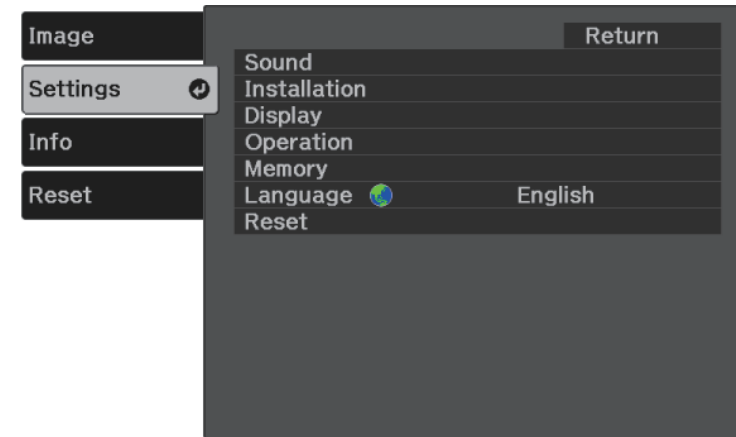 Image
Settings
Info
Reset
Return
Sound
Installation
Display
Operation
Memory
Language English
Reset